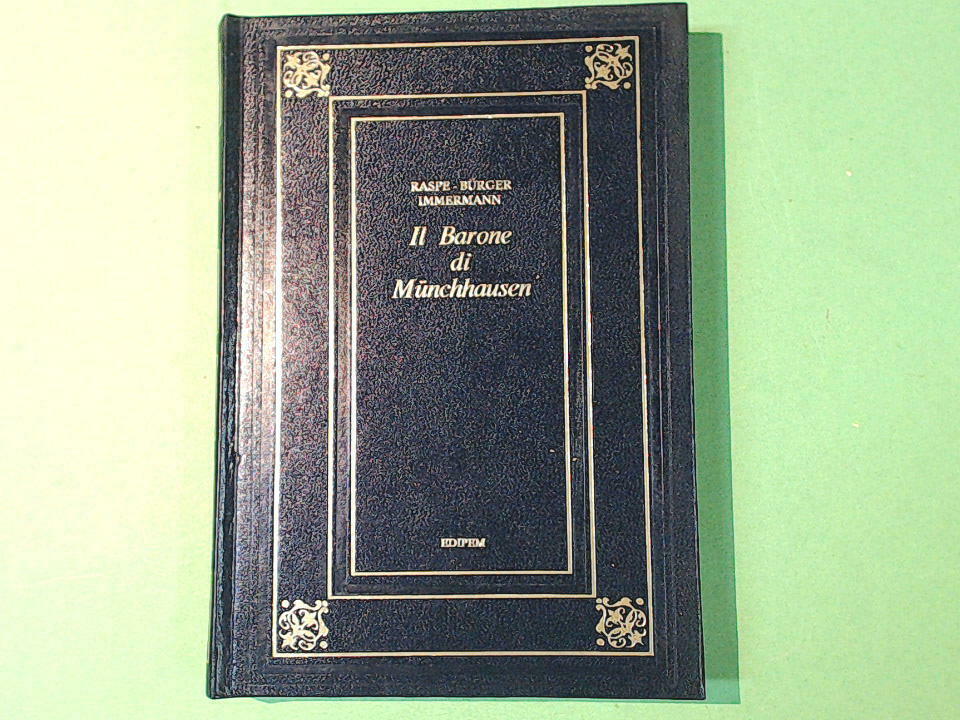 RASPE - BÜRGER
IMMERMANN
Il Barone
di
Münchhausen
EDIPEM